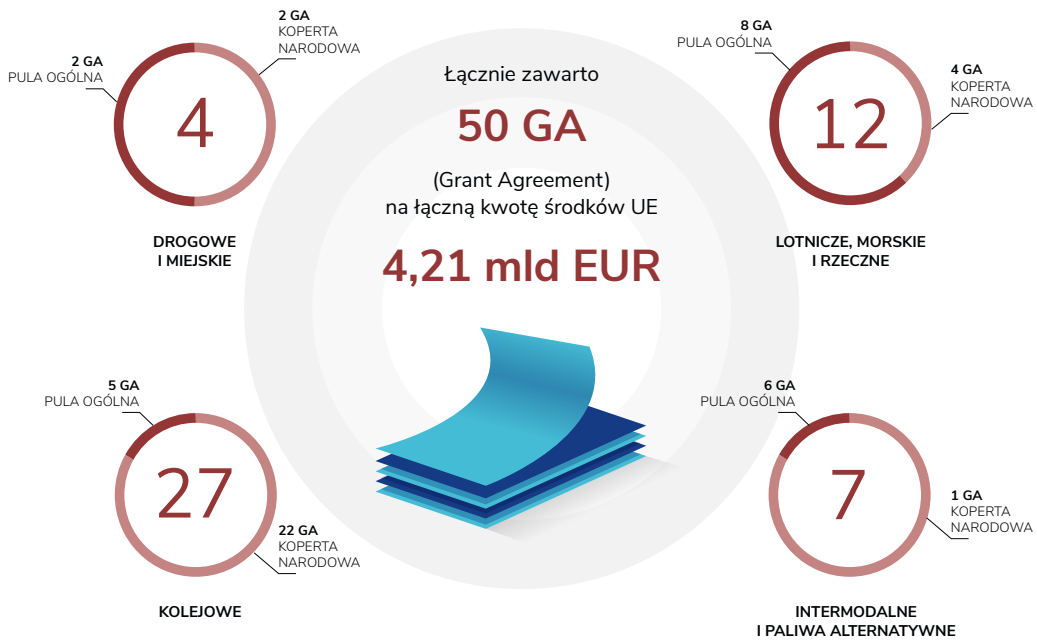 2 GA
KOPERTA
NARODOWA
2 GA
PULA OGÓLNA
4
DROGOWE
I MIEJSKIE
Łącznie zawarto
50 GA
(Grant Agreement)
na łączną kwotę środków UE
4,21 mld EUR
8 GA
PULA OGÓLNA
4 GA
KOPERTA
NARODOWA
12
LOTNICZE, MORSKIE
I RZECZNE
5 GA
PULA OGÓLNA
27
22 GA
KOPERTA
NARODOWA
KOLEJOWE
6 GA
PULA OGÓLNA
7
1 GA
KOPERTA
NARODOWA
INTERMODALNE
I PALIWA ALTERNATYWNE